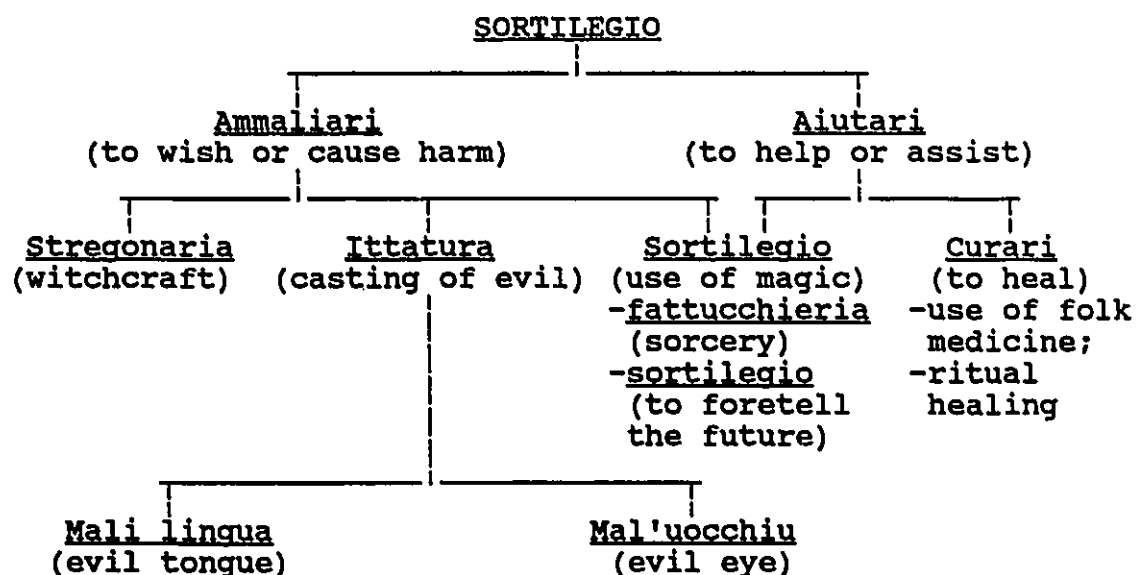 SORTILEGIO
Ammaliari Aiutari
(to wish or cause harm) (to help or assist)
Stregonaria Ittatura Sortilegio Curari
(witchcraft) (casting of evil) (use of magic) (to heal)
-fattucchieria -use of folk
(sorcery) medicine;
-sortilegio -ritual
(to foretell healing
the future)
Mali lingua Mal'uocchiu
(evil tongue) (evil eye)